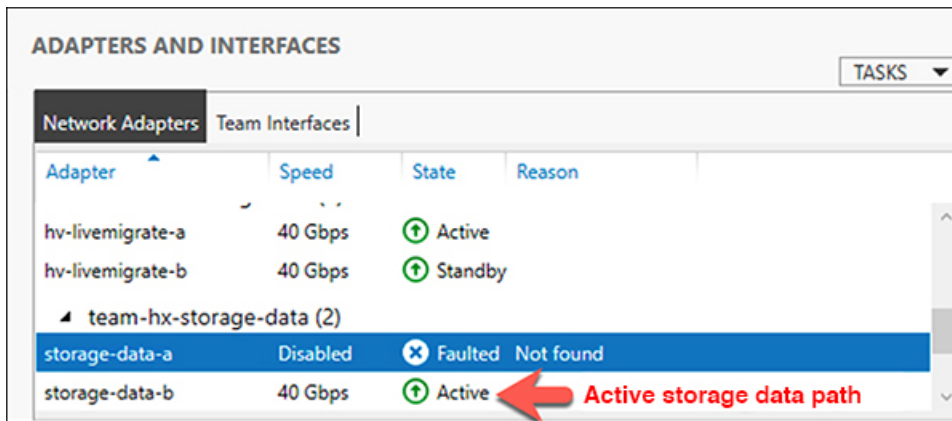 ADAPTERS AND INTERFACES
TASKS
Network Adapters Team Interfaces
Adapter Speed State Reason
hv-livemigrate-a 40 Gbps Active
hv-livemigrate-b 40 Gbps Standby
team-hx-storage-data (2)
storage-data-a Disabled Faulted Not found
storage-data-b 40 Gbps Active Active storage data path